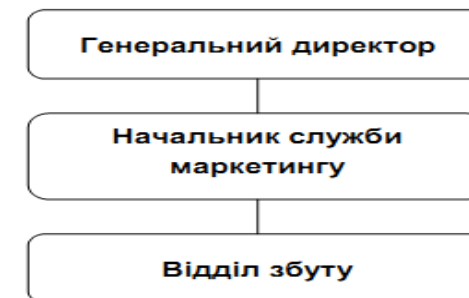 Генеральний директор
Начальник служби
маркетингу
Відділ збуту